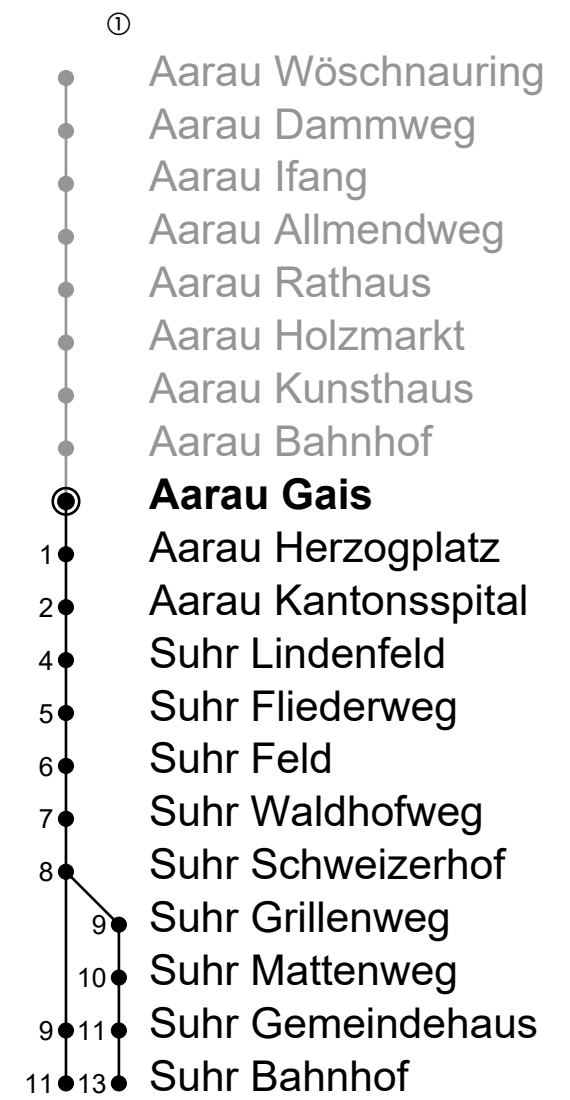 ①
Aarau Wöschnauring
Aarau Dammweg
Aarau Ifang
Aarau Allmendweg
Aarau Rathaus
Aarau Holzmarkt
Aarau Kunsthaus
Aarau Bahnhof
Aarau Gais
1 Aarau Herzogplatz
2 Aarau Kantonsspital
4 Suhr Lindenfeld
5 Suhr Fliederweg
6 Suhr Feld
7 Suhr Waldhofweg
8 Suhr Schweizerhof
9 Suhr Grillenweg
10 Suhr Mattenweg
9 11 Suhr Gemeindehaus
11 13 Suhr Bahnhof